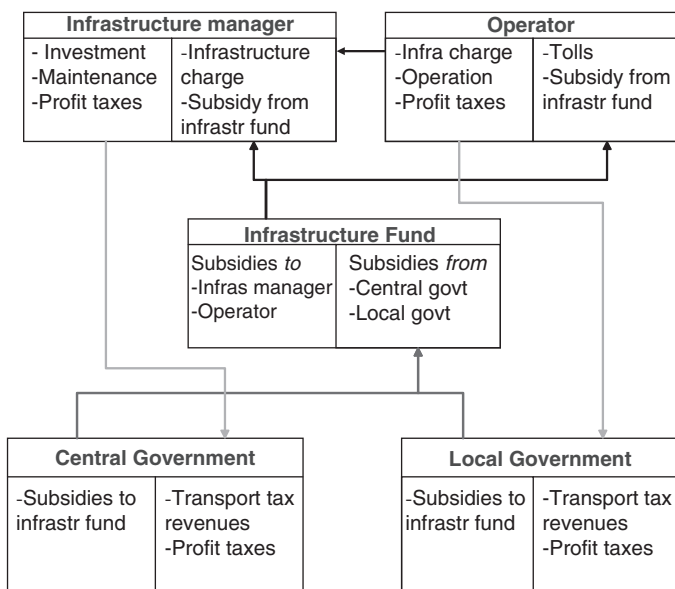 Infrastructure manager
- Investment
-Maintenance
-Profit taxes
-Infrastructure
charge
-Subsidy from
infrastr fund
Operator
-Infra charge
-Operation
-Profit taxes
-Tolls
-Subsidy from
infrastr fund
Infrastructure Fund
Subsidies to
-Infras manager
-Operator
Subsidies from
-Central govt
-Local govt
Central Government
-Subsidies to
infrastr fund
-Transport tax
revenues
-Profit taxes
Local Government
-Subsidies to
infrastr fund
-Transport tax
revenues
-Profit taxes